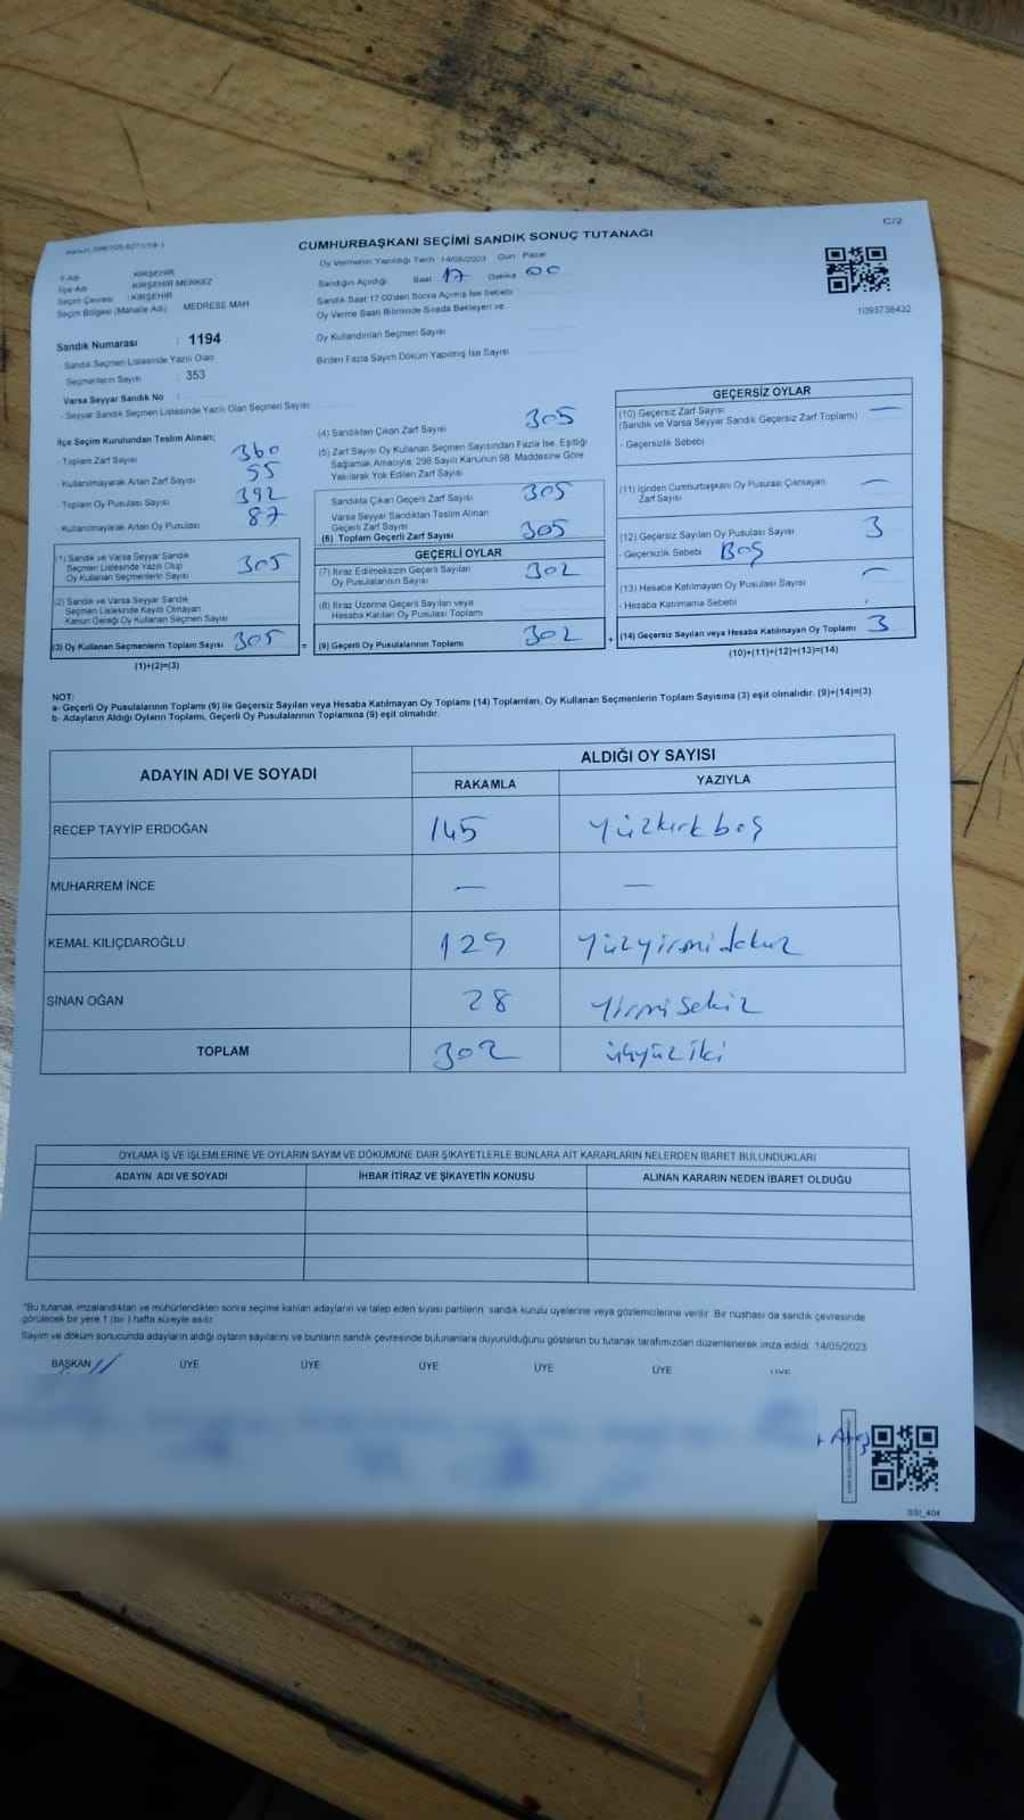 C/2
CUMHURBAŞKANI SEÇİMİ SANDIK SONUÇ TUTANAĞI
İl Adı KIRŞEHİR
İlçe Adı KIRŞEHİR MERKEZ
Seçim Çevresi : KIRŞEHİR
Seçim Bölgesi (Mahalle Adı) MEDRESE MAH
Sandık Numarası : 1194
Sandık Seçmen Listesinde Yazılı Olan
Seçmenlerin Sayısı : 353
Varsa Seyyar Sandık No
- Seyyar Sandık Seçmen Listesinde Yazılı Olan Seçmen Sayısı
Oy Vermenin Yapıldığı Tarih 14/05/2023 Gün Pazar
Sandığın Açıldığı Saat 17 Dakika 00
Sandık Saat 17.00'den Sonra Açılmış İse Sebebi
Oy Verme Saati Bitiminde Sırada Bekleyen ve
Oy Kullandırılan Seçmen Sayısı
Birden Fazla Sayım Döküm Yapılmış İse Sayısı
1093738432
İlçe Seçim Kurulundan Teslim Alınan;
- Toplam Zarf Sayısı 360
- Kullanılmayarak Artan Zarf Sayısı 55
- Toplam Oy Pusulası Sayısı 392
- Kullanılmayarak Artan Oy Pusulası 87
(1) Sandık ve Varsa Seyyar Sandık
Seçmen Listesinde Yazılı Olup
Oy Kullanan Seçmenlerin Sayısı 305
(2) Sandık ve Varsa Seyyar Sandık
Seçmen Listesinde Kayıtlı Olmayan
Kanun Gereği Oy Kullanan Seçmen Sayısı
(3) Oy Kullanan Seçmenlerin Toplam Sayısı 305
(1)+(2)=(3)
(4) Sandıktan Çıkan Zarf Sayısı 305
(5) Zarf Sayısı Oy Kullanan Seçmen Sayısından Fazla İse, Eşitliği
Sağlamak Amacıyla, 298 Sayılı Kanunun 98. Maddesine Göre
Yakılarak Yok Edilen Zarf Sayısı
Sandıkta Çıkan Geçerli Zarf Sayısı 305
Varsa Seyyar Sandıktan Teslim Alınan
Geçerli Zarf Sayısı
(6) Toplam Geçerli Zarf Sayısı 305
GEÇERLİ OYLAR
(7) İtiraz Edilmeksizin Geçerli Sayılan
Oy Pusulalarının Sayısı 302
(8) İtiraz Üzerine Geçerli Sayılan veya
Hesaba Katılan Oy Pusulası Toplamı
= (9) Geçerli Oy Pusulalarının Toplamı 302
GEÇERSİZ OYLAR
(10) Geçersiz Zarf Sayısı —
(Sandık ve Varsa Seyyar Sandık Geçersiz Zarf Toplamı)
- Geçersizlik Sebebi
(11) İçinden Cumhurbaşkanı Oy Pusulası Çıkmayan —
Zarf Sayısı
(12) Geçersiz Sayılan Oy Pusulası Sayısı 3
- Geçersizlik Sebebi Boş
(13) Hesaba Katılmayan Oy Pusulası Sayısı —
- Hesaba Katılmama Sebebi
+ (14) Geçersiz Sayılan veya Hesaba Katılmayan Oy Toplamı 3
(10)+(11)+(12)+(13)=(14)
NOT:
a- Geçerli Oy Pusulalarının Toplamı (9) ile Geçersiz Sayılan veya Hesaba Katılmayan Oy Toplamı (14) Toplamları, Oy Kullanan Seçmenlerin Toplam Sayısına (3) eşit olmalıdır. (9)+(14)=(3)
b- Adayların Aldığı Oyların Toplamı, Geçerli Oy Pusulalarının Toplamına (9) eşit olmalıdır.
ADAYIN ADI VE SOYADI
ALDIĞI OY SAYISI
RAKAMLA YAZIYLA
RECEP TAYYİP ERDOĞAN 145 Yüzkırkbeş
MUHARREM İNCE — —
KEMAL KILIÇDAROĞLU 129 Yüzyirmidokuz
SİNAN OĞAN 28 Yirmisekiz
TOPLAM 302 üçyüziki
OYLAMA İŞ VE İŞLEMLERİNE VE OYLARIN SAYIM VE DÖKÜMÜNE DAİR ŞİKAYETLERLE BUNLARA AİT KARARLARIN NELERDEN İBARET BULUNDUKLARI
ADAYIN ADI VE SOYADI İHBAR İTİRAZ VE ŞİKAYETİN KONUSU ALINAN KARARIN NEDEN İBARET OLDUĞU
"Bu tutanak, imzalandıktan ve mühürlendikten sonra seçime katılan adayların ve talep eden siyasi partilerin, sandık kurulu üyelerine veya gözlemcilerine verilir. Bir nüshası da sandık çevresinde
görülecek bir yere 1 (bir) hafta süreyle asılır.
Sayım ve döküm sonucunda adayların aldığı oyların sayılarını ve bunların sandık çevresinde bulunanlara duyurulduğunu gösteren bu tutanak tarafımızdan düzenlenerek imza edildi. 14/05/2023
BAŞKAN ÜYE ÜYE ÜYE ÜYE ÜYE ÜYE